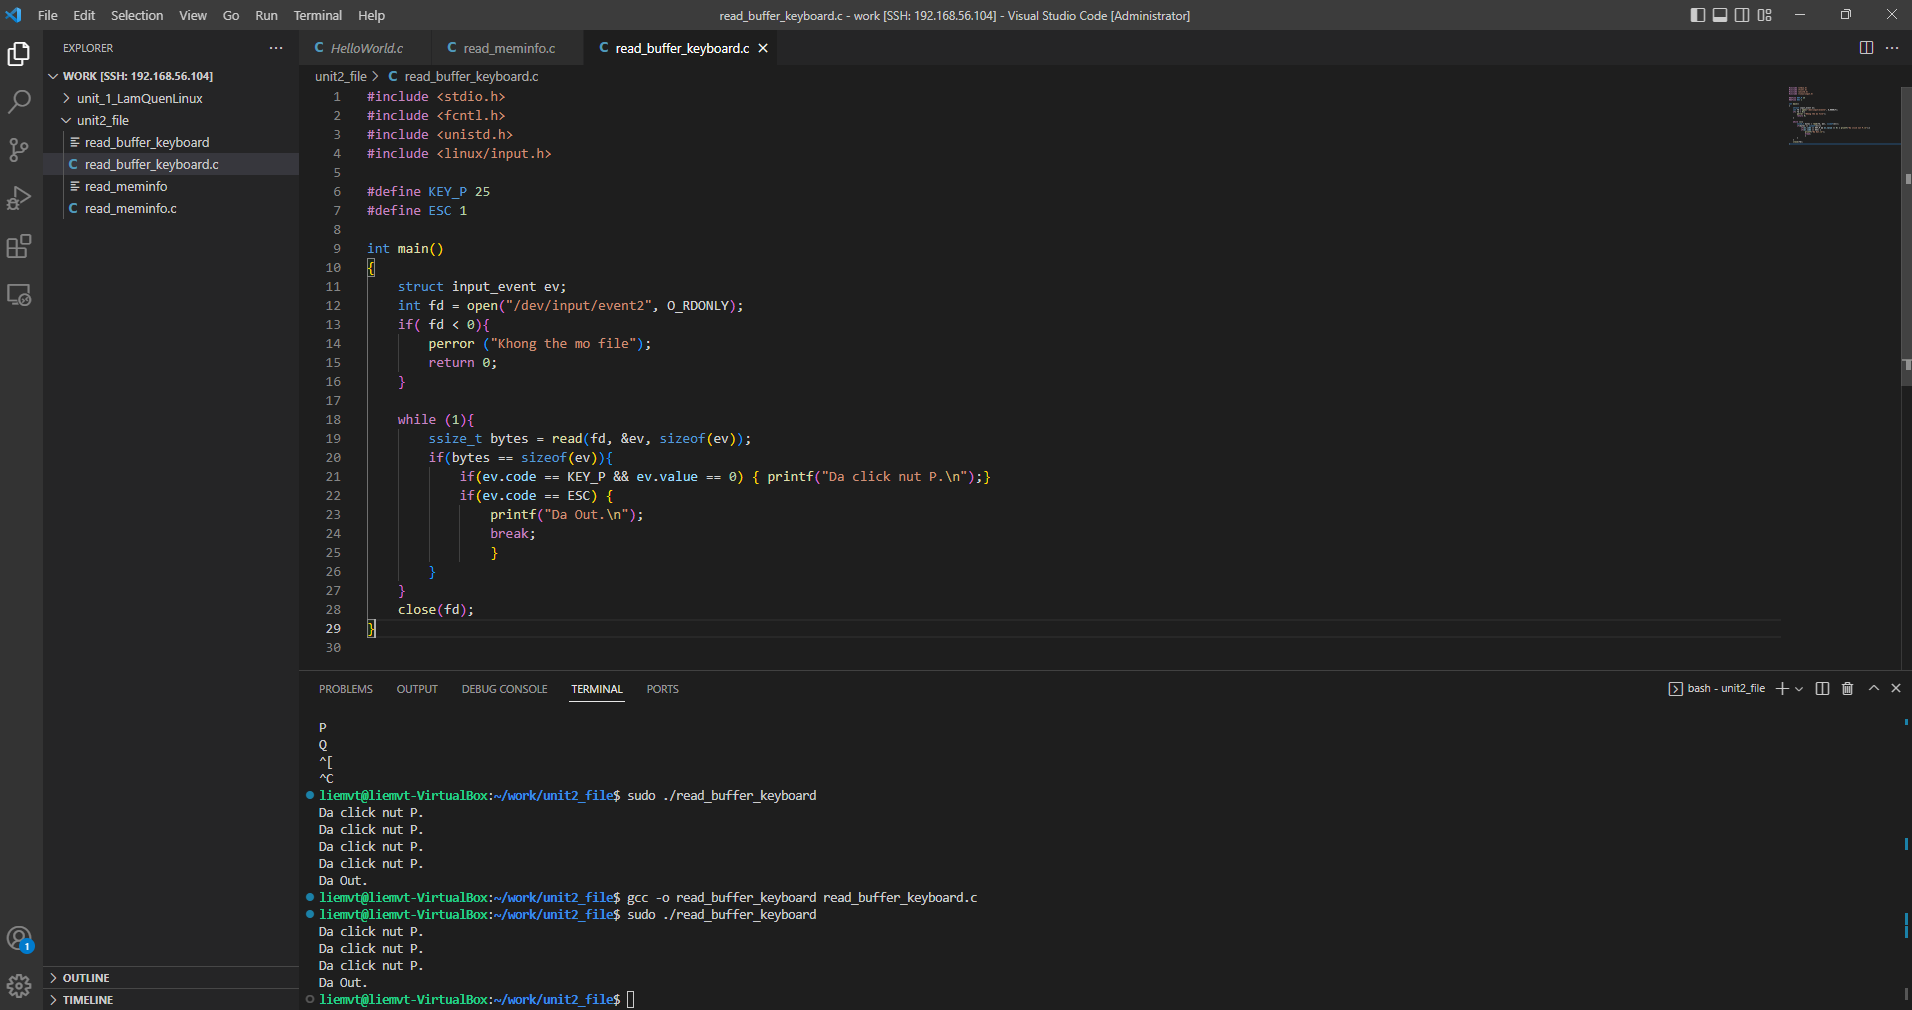 File Edit Selection View Go Run Terminal Help
read_buffer_keyboard.c - work [SSH: 192.168.56.104] - Visual Studio Code [Administrator]
EXPLORER
WORK [SSH: 192.168.56.104]
unit_1_LamQuenLinux
unit2_file
read_buffer_keyboard
C read_buffer_keyboard.c
read_meminfo
C read_meminfo.c
1
OUTLINE
TIMELINE
C HelloWorld.c
C read_meminfo.c
C read_buffer_keyboard.c
unit2_file > C read_buffer_keyboard.c
1 #include <stdio.h>
2 #include <fcntl.h>
3 #include <unistd.h>
4 #include <linux/input.h>
5
6 #define KEY_P 25
7 #define ESC 1
8
9 int main()
10 {
11 struct input_event ev;
12 int fd = open("/dev/input/event2", O_RDONLY);
13 if( fd < 0){
14 perror ("Khong the mo file");
15 return 0;
16 }
17
18 while (1){
19 ssize_t bytes = read(fd, &ev, sizeof(ev));
20 if(bytes == sizeof(ev)){
21 if(ev.code == KEY_P && ev.value == 0) { printf("Da click nut P.\n");}
22 if(ev.code == ESC) {
23 printf("Da Out.\n");
24 break;
25 }
26 }
27 }
28 close(fd);
29 }
30
PROBLEMS OUTPUT DEBUG CONSOLE TERMINAL PORTS
bash - unit2_file
P
Q
^[
^C
liemvt@liemvt-VirtualBox:~/work/unit2_file$ sudo ./read_buffer_keyboard
Da click nut P.
Da click nut P.
Da click nut P.
Da click nut P.
Da Out.
liemvt@liemvt-VirtualBox:~/work/unit2_file$ gcc -o read_buffer_keyboard read_buffer_keyboard.c
liemvt@liemvt-VirtualBox:~/work/unit2_file$ sudo ./read_buffer_keyboard
Da click nut P.
Da click nut P.
Da click nut P.
Da Out.
liemvt@liemvt-VirtualBox:~/work/unit2_file$